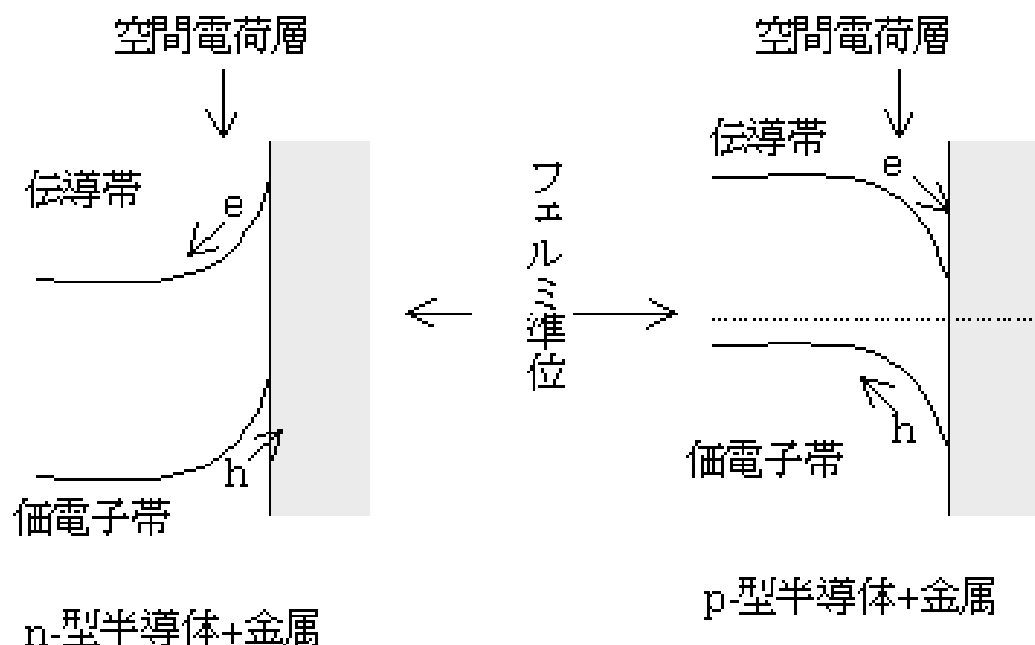 空間電荷層
伝導帯
e
h
価電子帯
n-型半導体+金属
フェルミ準位
空間電荷層
伝導帯
e
h
価電子帯
p-型半導体+金属